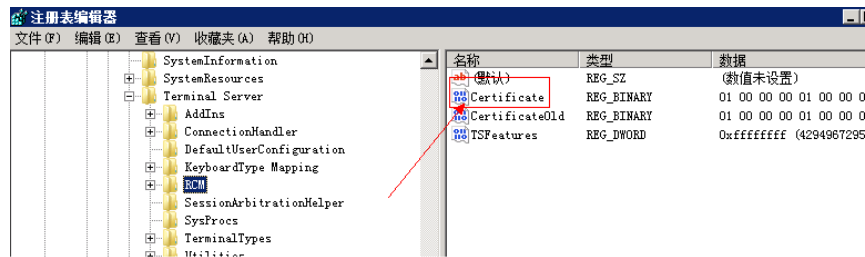 注册表编辑器
文件(F) 编辑(E) 查看(V) 收藏夹(A) 帮助(H)
SystemInformation
SystemResources
Terminal Server
AddIns
ConnectionHandler
DefaultUserConfiguration
KeyboardType Mapping
RCM
SessionArbitrationHelper
SysProcs
TerminalTypes
Utilities
名称 类型 数据
(默认) REG_SZ (数值未设置)
Certificate REG_BINARY 01 00 00 00 01 00 00 0
CertificateOld REG_BINARY 01 00 00 00 01 00 00 0
TSFeatures REG_DWORD 0xffffffff (4294967295